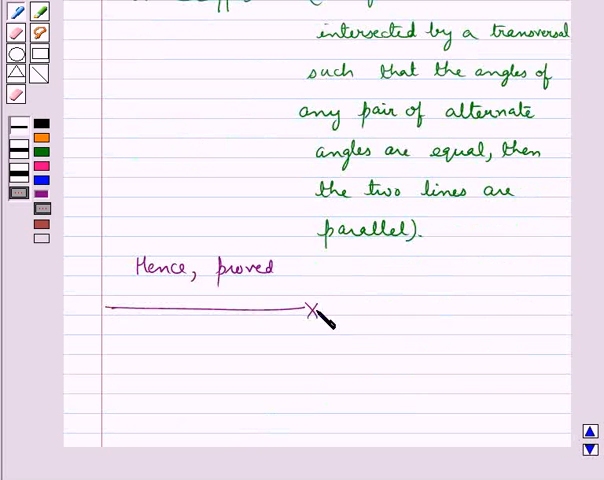 intersected by a transversal
such that the angles of
any pair of alternate
angles are equal, then
the two lines are
parallel).
Hence, proved